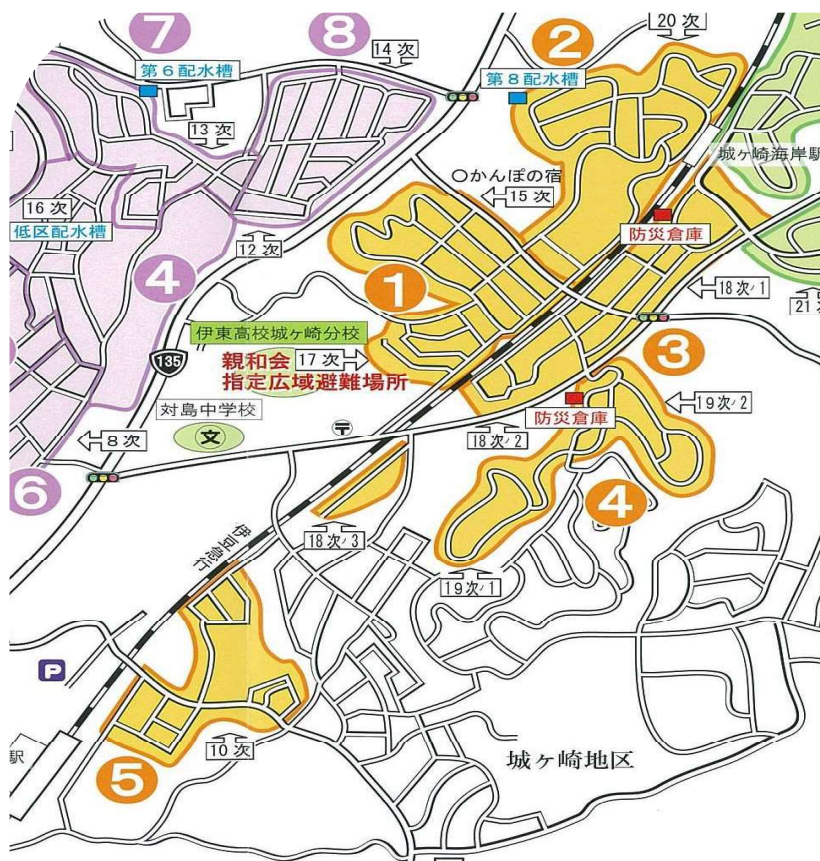 7
8
14次
2
20次
第6配水槽
第8配水槽
13次
城ヶ崎海岸駅
かんぽの宿
15次
16次
防災倉庫
低区配水槽
12次
4
1
18次/1
21
伊東高校城ヶ崎分校
3
親和会
17次
135
指定広域避難場所
対島中学校
防災倉庫
19次/2
文
〒
8次
18次/2
6
4
伊豆急行
18次/3
19次/1
P
駅
10次
城ヶ崎地区
5